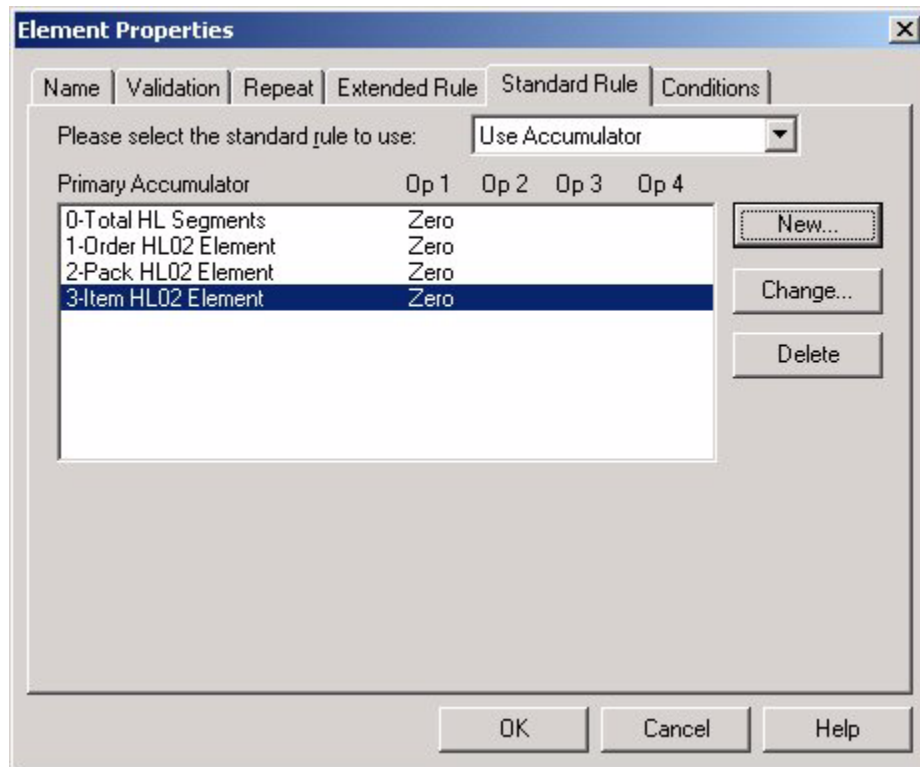 Element Properties
Name Validation Repeat Extended Rule Standard Rule Conditions
Please select the standard rule to use: Use Accumulator
Primary Accumulator Op 1 Op 2 Op 3 Op 4
0-Total HL Segments Zero
1-Order HL02 Element Zero
2-Pack HL02 Element Zero
3-Item HL02 Element Zero
New...
Change...
Delete
OK Cancel Help